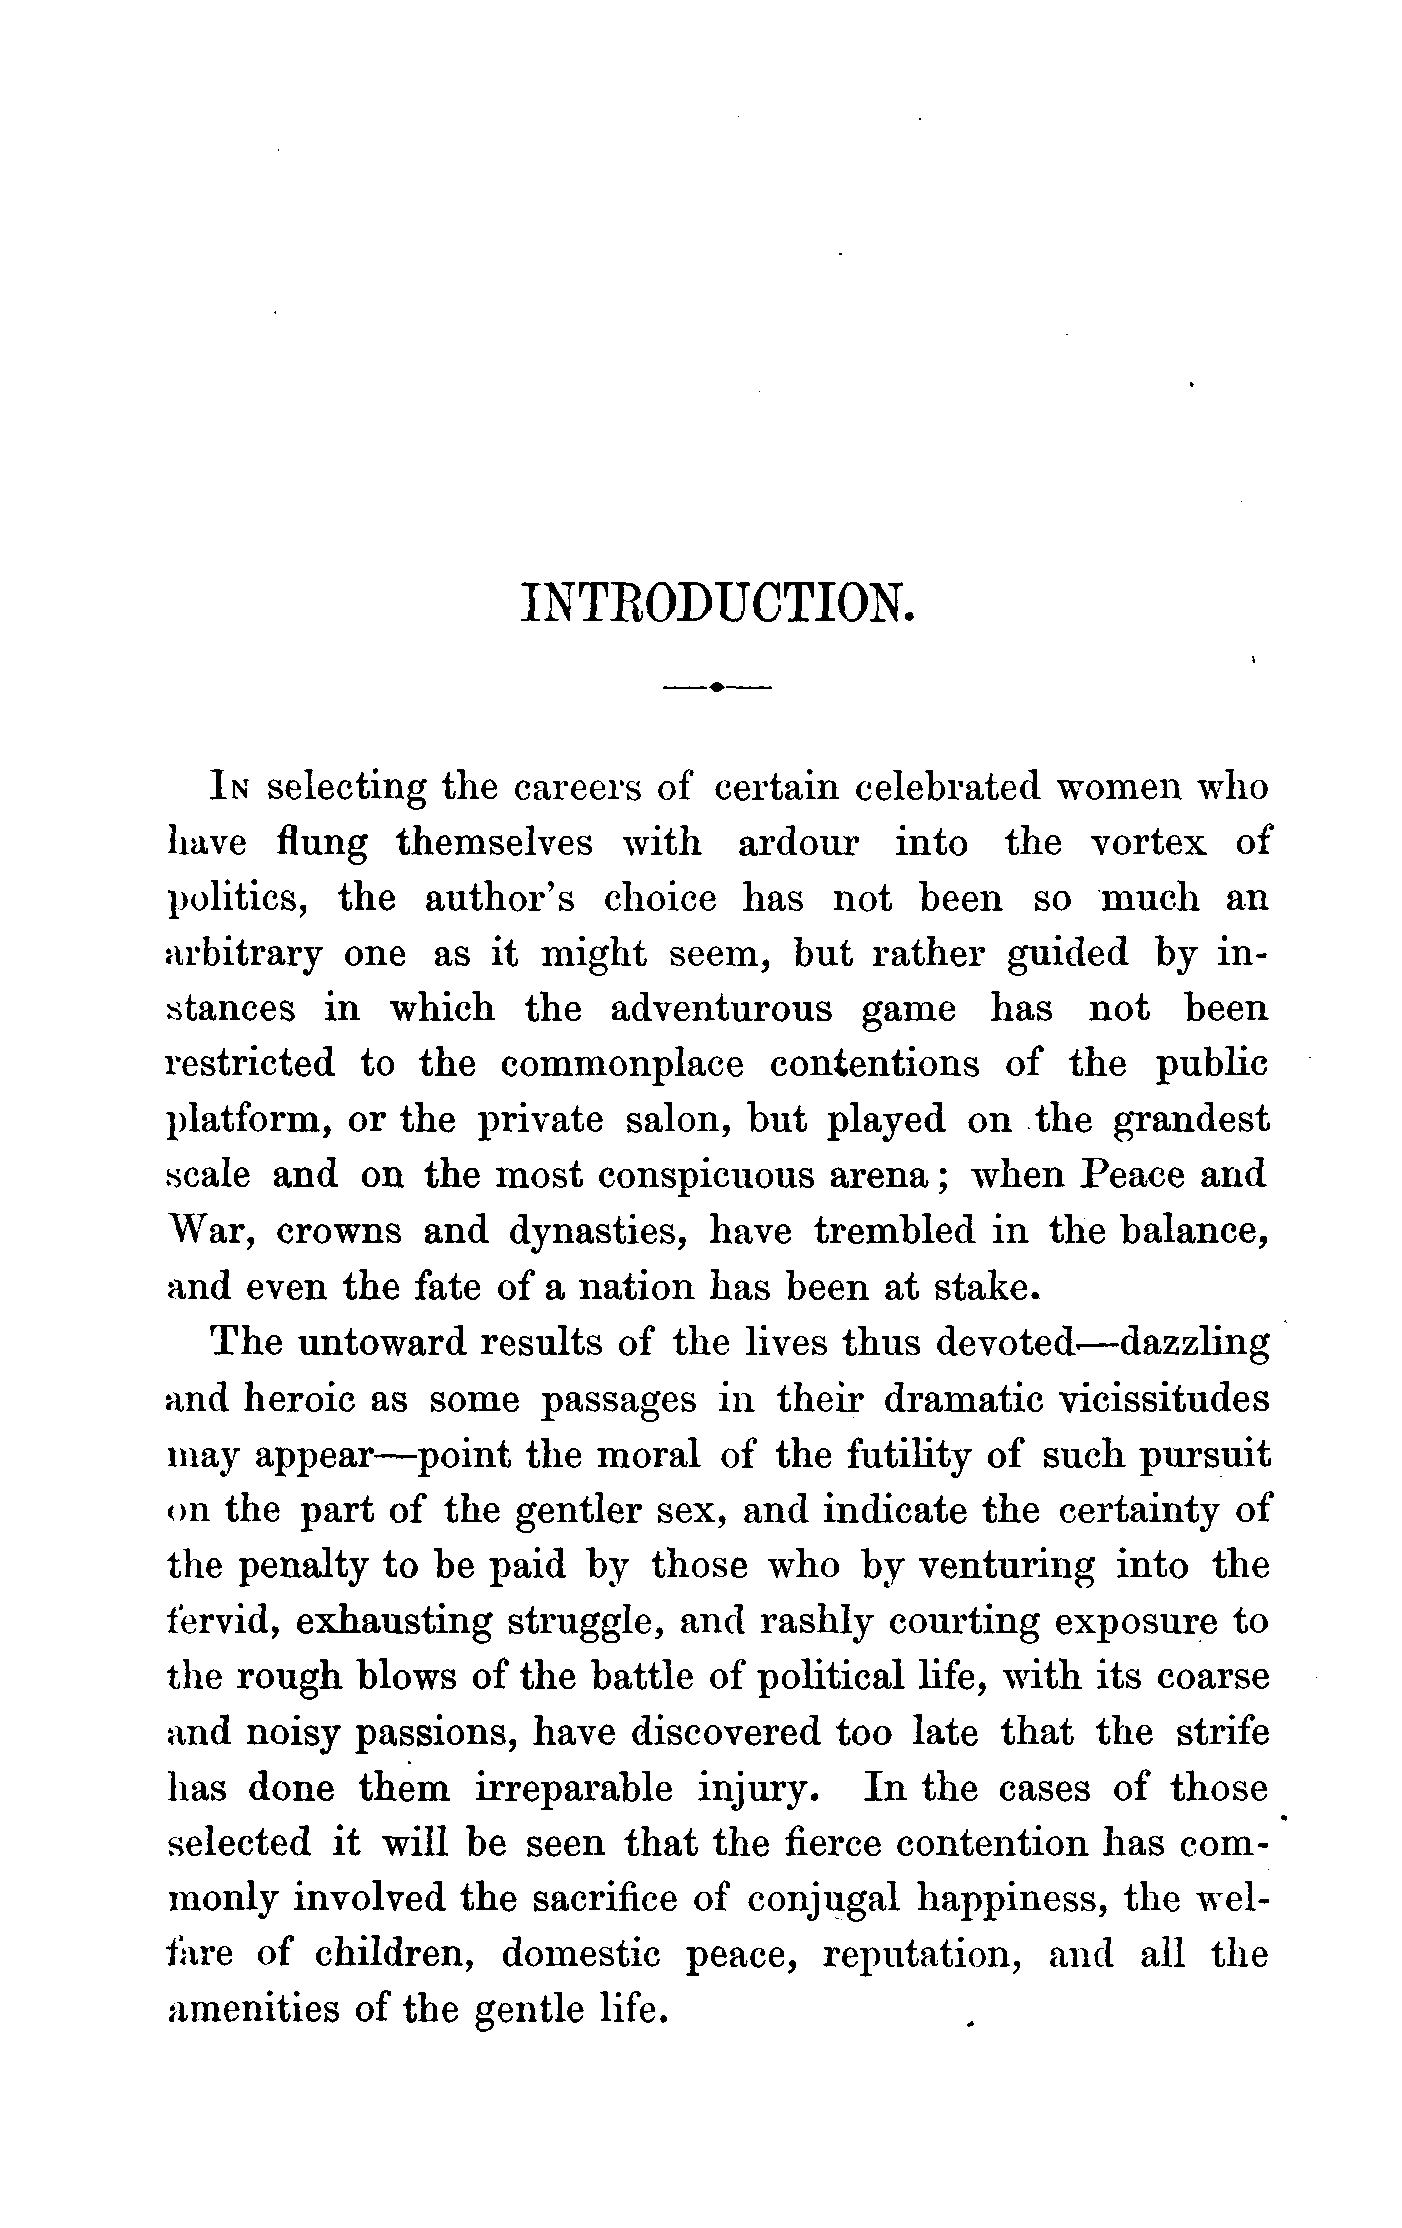 INTRODUCTION.
In selecting the careers of certain celebrated women who
have flung themselves with ardour into the vortex of
politics, the author's choice has not been so much an
arbitrary one as it might seem, but rather guided by in-
stances in which the adventurous game has not been
restricted to the commonplace contentions of the public
platform, or the private salon, but played on the grandest
scale and on the most conspicuous arena; when Peace and
War, crowns and dynasties, have trembled in the balance,
and even the fate of a nation has been at stake.
The untoward results of the lives thus devoted—dazzling
and heroic as some passages in their dramatic vicissitudes
may appear—point the moral of the futility of such pursuit
on the part of the gentler sex, and indicate the certainty of
the penalty to be paid by those who by venturing into the
fervid, exhausting struggle, and rashly courting exposure to
the rough blows of the battle of political life, with its coarse
and noisy passions, have discovered too late that the strife
has done them irreparable injury. In the cases of those
selected it will be seen that the fierce contention has com-
monly involved the sacrifice of conjugal happiness, the wel-
fare of children, domestic peace, reputation, and all the
amenities of the gentle life.